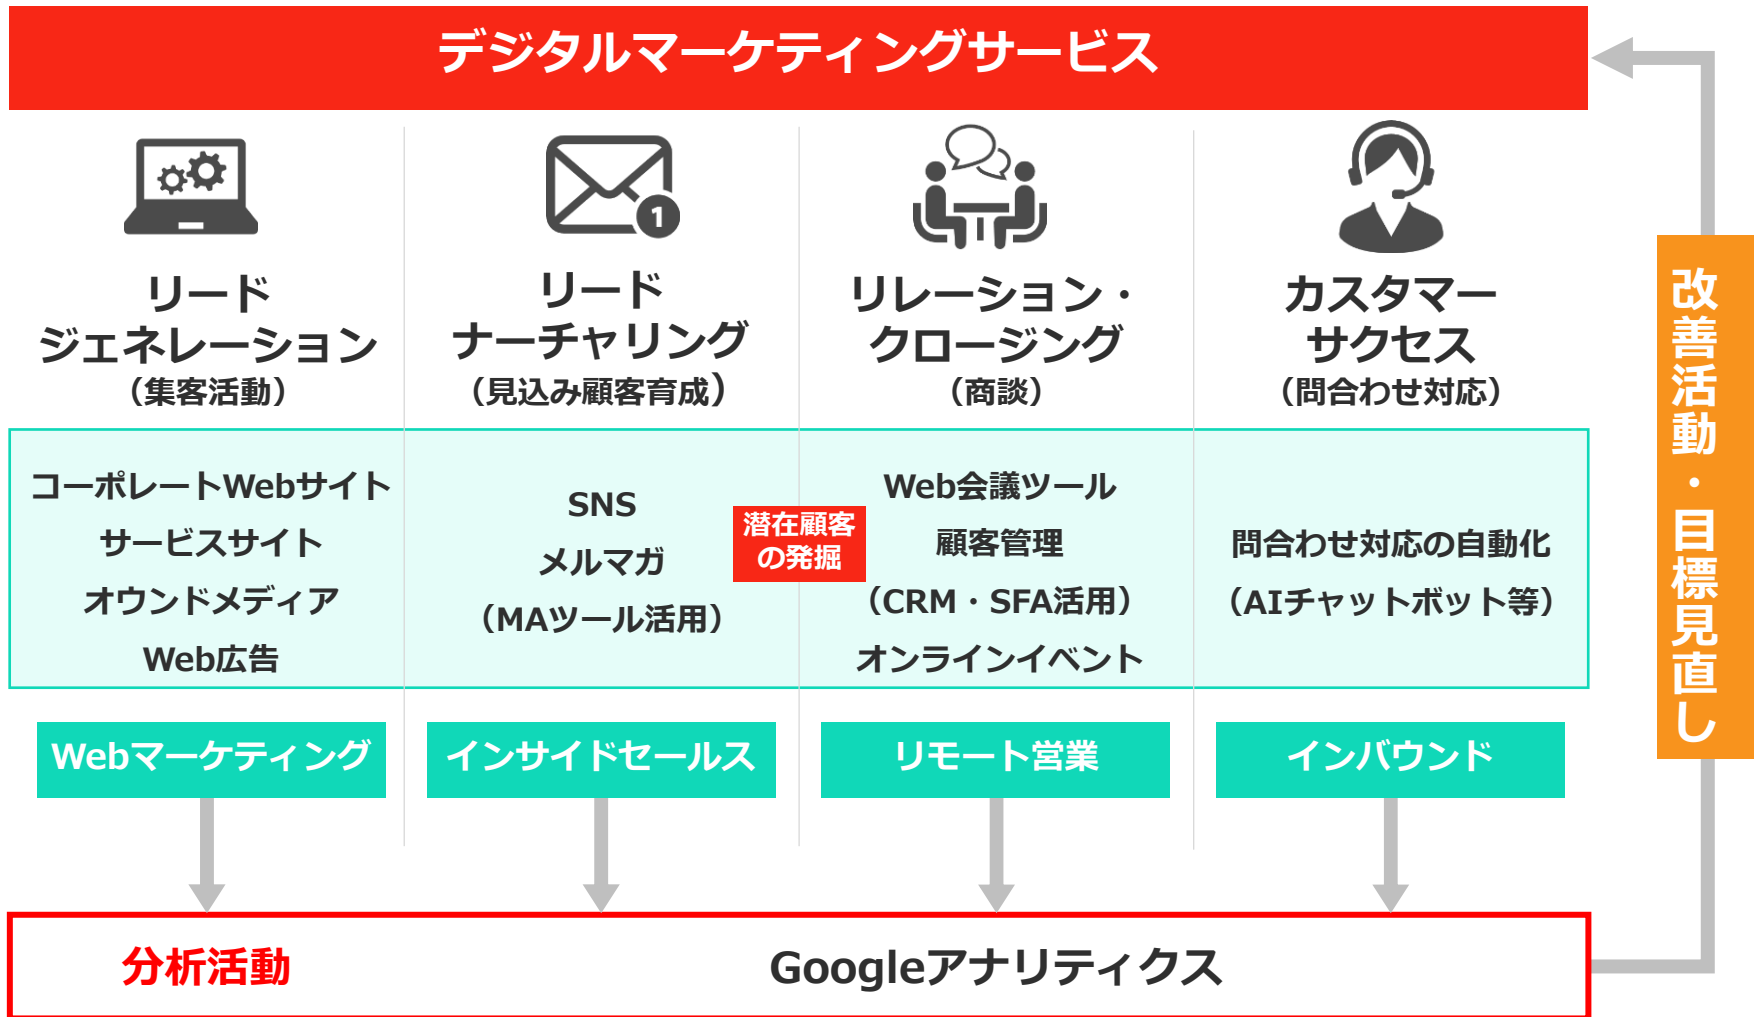 デジタルマーケティングサービス
1
リード
ジェネレーション
（集客活動）
リード
ナーチャリング
（見込み顧客育成）
リレーション・
クロージング
（商談）
カスタマー
サクセス
（問合わせ対応）
コーポレートWebサイト
サービスサイト
オウンドメディア
Web広告
SNS
メルマガ
（MAツール活用）
潜在顧客
の発掘
Web会議ツール
顧客管理
（CRM・SFA活用）
オンラインイベント
問合わせ対応の自動化
（AIチャットボット等）
Webマーケティング
インサイドセールス
リモート営業
インバウンド
分析活動
Googleアナリティクス
改善活動・目標見直し